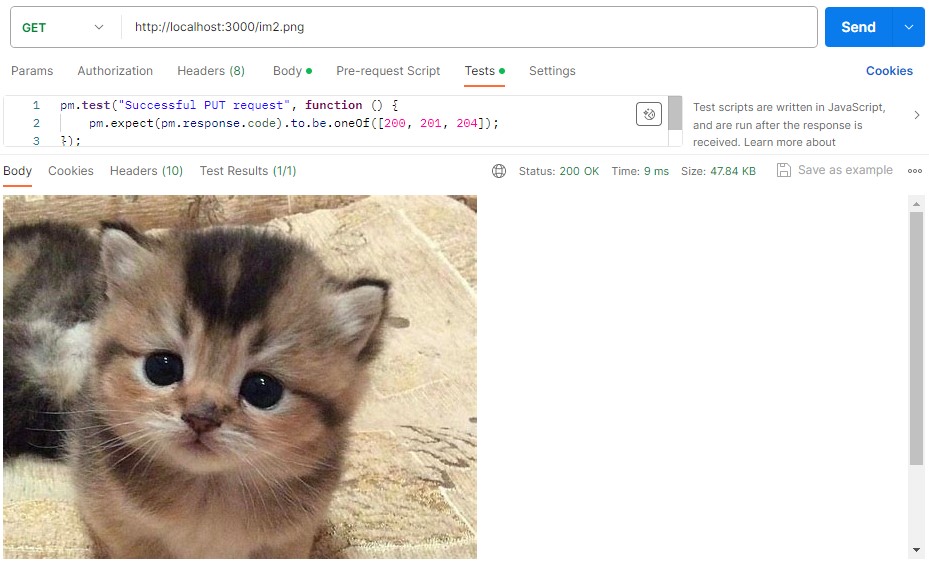 GET http://localhost:3000/im2.png Send
Params Authorization Headers (8) Body Pre-request Script Tests Settings Cookies
1 pm.test("Successful PUT request", function () {
2 pm.expect(pm.response.code).to.be.oneOf([200, 201, 204]);
3 });
Test scripts are written in JavaScript,
and are run after the response is
received. Learn more about
Body Cookies Headers (10) Test Results (1/1) Status: 200 OK Time: 9 ms Size: 47.84 KB Save as example